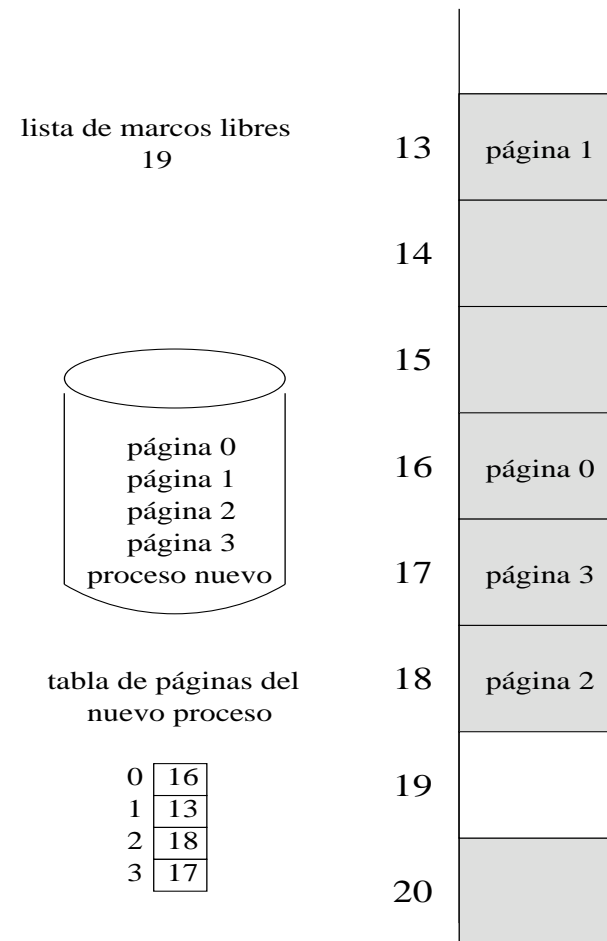 lista de marcos libres
19
página 0
página 1
página 2
página 3
proceso nuevo
tabla de páginas del
nuevo proceso
0 16
1 13
2 18
3 17
13 página 1
14
15
16 página 0
17 página 3
18 página 2
19
20